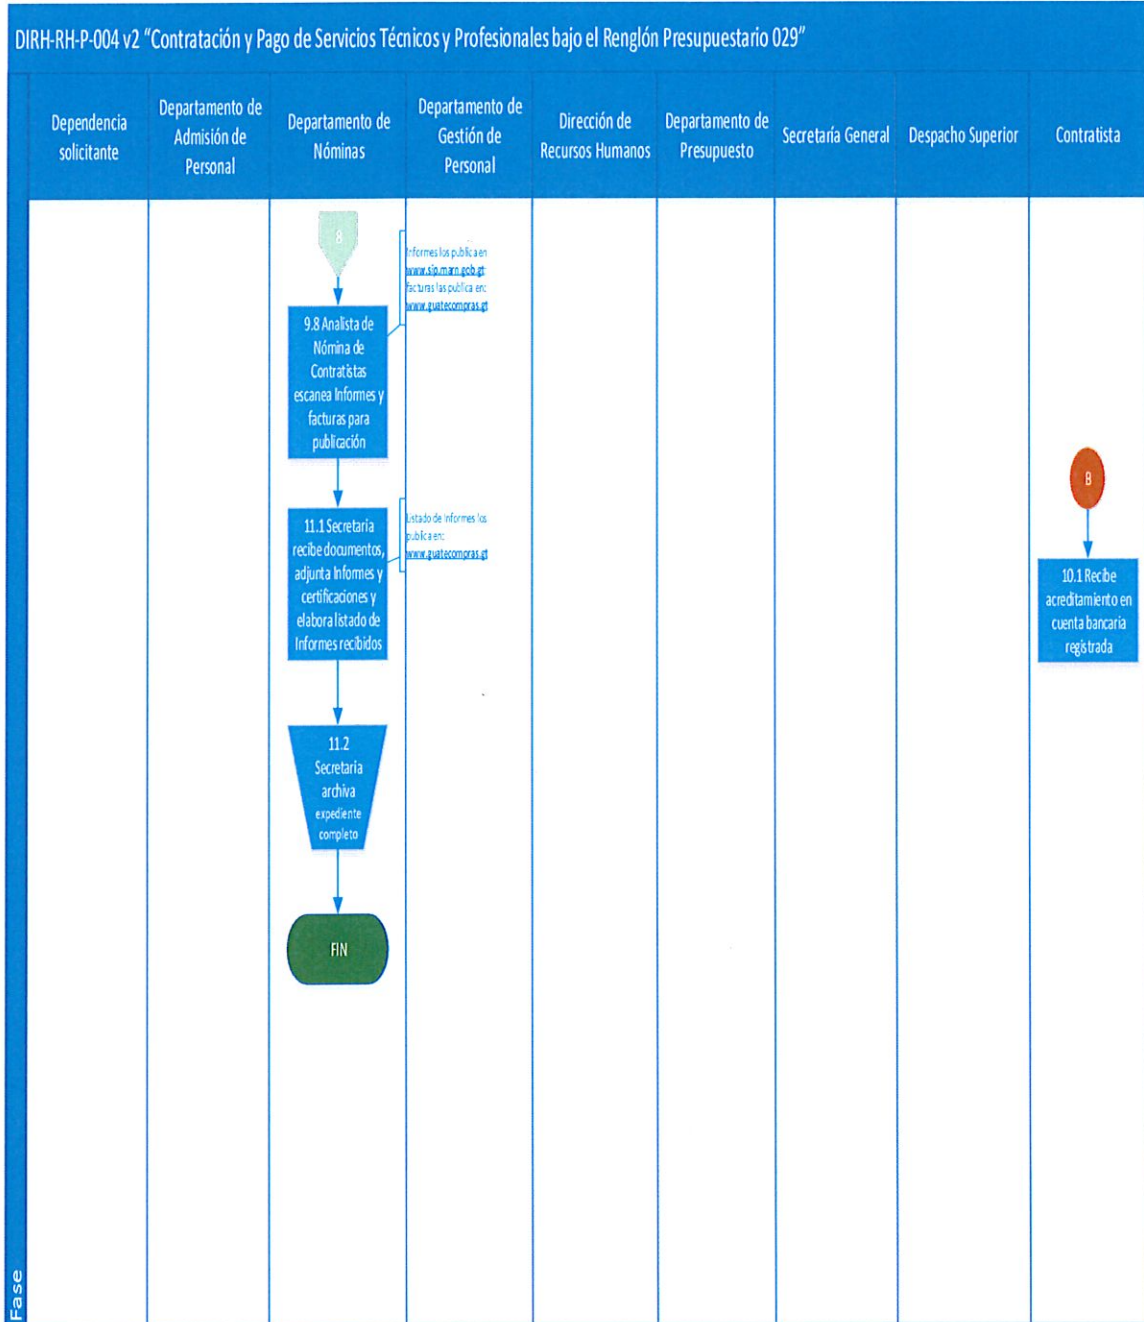 DIRH-RH-P-004 v2 “Contratación y Pago de Servicios Técnicos y Profesionales bajo el Renglón Presupuestario 029”
Dependencia
solicitante
Departamento de
Admisión de
Personal
Departamento de
Nóminas
Departamento de
Gestión de
Personal
Dirección de
Recursos Humanos
Departamento de
Presupuesto
Secretaría General
Despacho Superior
Contratista
8
Informes los publica en
www.sip.marn.gob.gt
facturas las publica en:
www.guatecompras.gt
9.8 Analista de
Nómina de
Contratistas
escanea Informes y
facturas para
publicación
11.1 Secretaria
recibe documentos,
adjunta Informes y
certificaciones y
elabora listado de
Informes recibidos
Listado de Informes los
publica en:
www.guatecompras.gt
B
10.1 Recibe
acreditamiento en
cuenta bancaria
registrada
11.2
Secretaria
archiva
expediente
completo
FIN
Fase